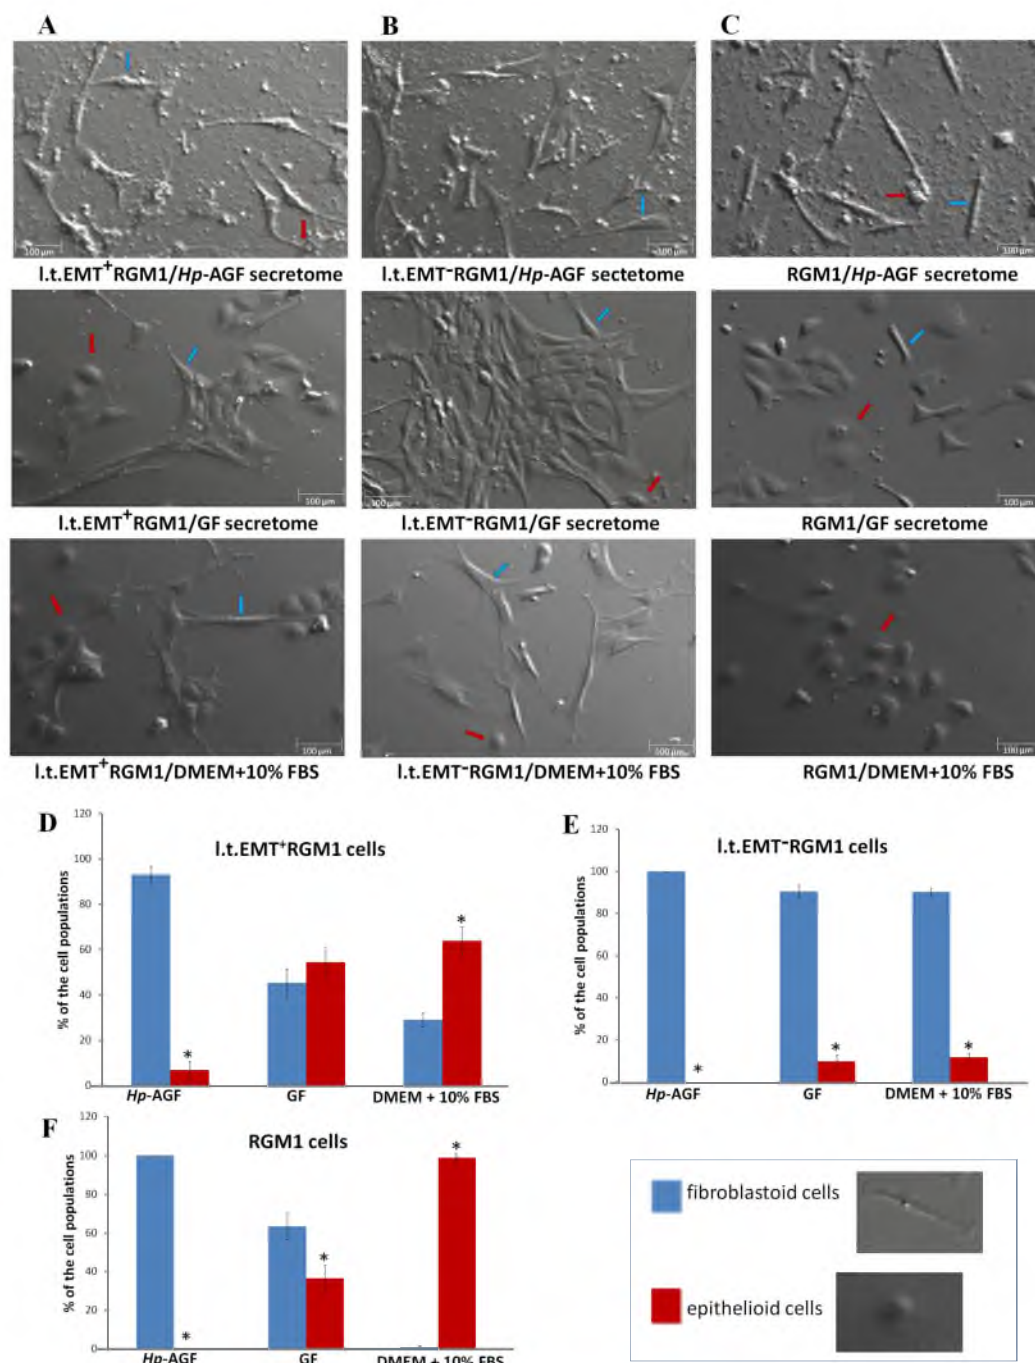 A B C
100 µm 100 µm 100 µm
l.t.EMT⁺RGM1/Hp-AGF secretome l.t.EMT⁻RGM1/Hp-AGF sectetome RGM1/Hp-AGF secretome
100 µm 100 µm 100 µm
l.t.EMT⁺RGM1/GF secretome l.t.EMT⁻RGM1/GF secretome RGM1/GF secretome
100 µm 100 µm 100 µm
l.t.EMT⁺RGM1/DMEM+10% FBS l.t.EMT⁻RGM1/DMEM+10% FBS RGM1/DMEM+10% FBS
D
l.t.EMT⁺RGM1 cells
% of the cell populations
120
100
80
60
40
20
0
* *
Hp-AGF GF DMEM + 10% FBS
E
l.t.EMT⁻RGM1 cells
% of the cell populations
120
100
80
60
40
20
0
* * *
Hp-AGF GF DMEM + 10% FBS
F
RGM1 cells
% of the cell populations
120
100
80
60
40
20
0
* * *
Hp-AGF GF DMEM + 10% FBS
fibroblastoid cells
epithelioid cells